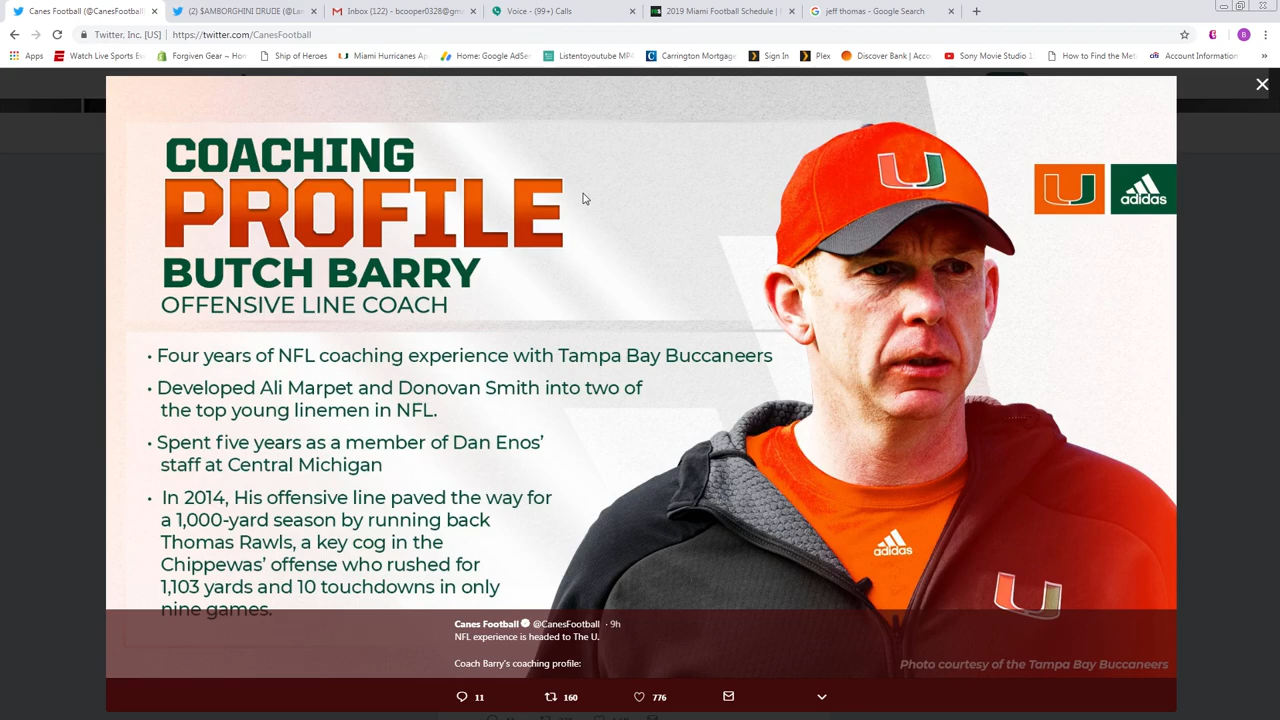 Canes Football (@CanesFootball)
(2) $AMBORGHINI DRUDE (@Lan
Inbox (122) - bcooper0328@gm
Voice - (99+) Calls
2019 Miami Football Schedule |
jeff thomas - Google Search
Twitter, Inc. [US]
https://twitter.com/CanesFootball
Apps
Watch Live Sports Ev
Forgiven Gear – Hon
Ship of Heroes
Miami Hurricanes Ap
Home: Google AdSen
Listentoyoutube MP
Carrington Mortgag
Sign In
Plex
Discover Bank | Acco
Sony Movie Studio 1
How to Find the Met
citi
Account Information
»
COACHING
PROFILE
BUTCH BARRY
OFFENSIVE LINE COACH
• Four years of NFL coaching experience with Tampa Bay Buccaneers
• Developed Ali Marpet and Donovan Smith into two of
the top young linemen in NFL.
• Spent five years as a member of Dan Enos’
staff at Central Michigan
• In 2014, His offensive line paved the way for
a 1,000-yard season by running back
Thomas Rawls, a key cog in the
Chippewas’ offense who rushed for
1,103 yards and 10 touchdowns in only
nine games.
U
adidas
U
adidas
U
Canes Football @CanesFootball · 9h
NFL experience is headed to The U.
Coach Barry's coaching profile:
Photo courtesy of the Tampa Bay Buccaneers
11
160
776